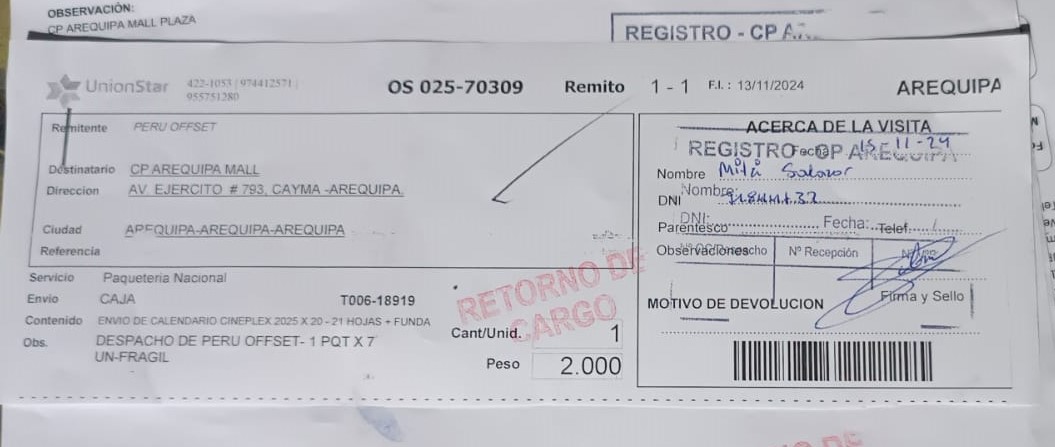 OBSERVACIÓN:
CP AREQUIPA MALL PLAZA
REGISTRO - CP
UnionStar
422-1053 | 974412571 |
955751280
OS 025-70309
Remito 1 - 1
F.I.: 13/11/2024
AREQUIPA
Remitente PERU OFFSET
Destinatario CP AREQUIPA MALL
Direccion AV. EJERCITO # 793, CAYMA -AREQUIPA.
Ciudad AREQUIPA-AREQUIPA-AREQUIPA
Referencia
Servicio Paqueteria Nacional
Envio CAJA T006-18919
Contenido ENVIO DE CALENDARIO CINEPLEX 2025 X 20 - 21 HOJAS + FUNDA
Obs. DESPACHO DE PERU OFFSET- 1 PQT X 7
UN-FRAGIL
Cant/Unid. 1
Peso 2.000
RETORNO DE
CARGO
ACERCA DE LA VISITA
REGISTRO - CP AREQUIPA
Fecha 15-11-24
Nombre
Nombre:
DNI
DNI:
Fecha:
Parentesco Telef.
Observaciones
Nº Recepción
MOTIVO DE DEVOLUCION
Firma y Sello